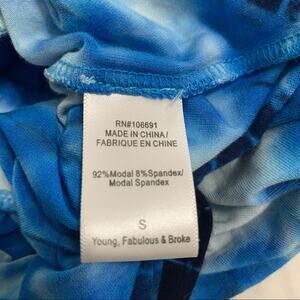 RN#106691
MADE IN CHINA/
FABRIQUE EN CHINE
92%Modal 8%Spandex/
Modal Spandex
S
Young, Fabulous & Broke